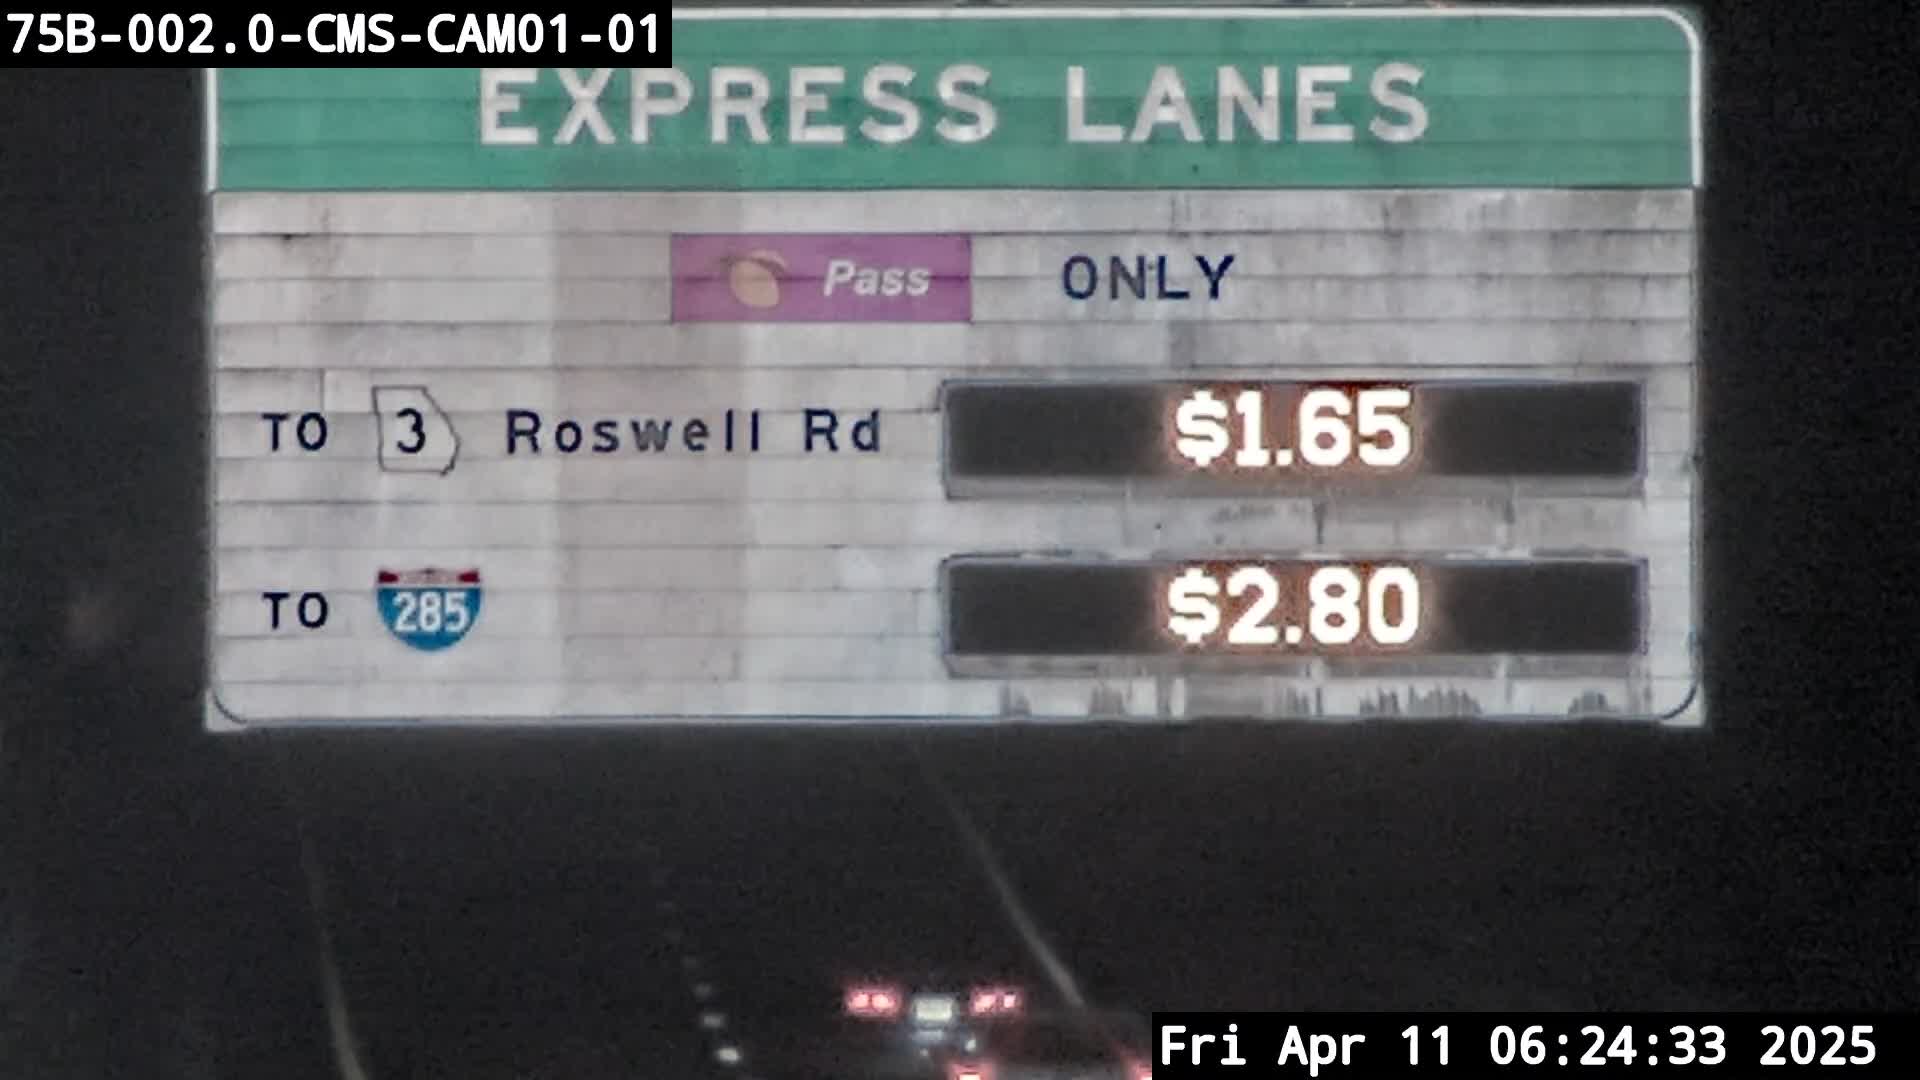 75B-002.0-CMS-CAM01-01
EXPRESS LANES
Pass ONLY
TO 3 Roswell Rd $1.65
TO 285 $2.80
Fri Apr 11 06:24:33 2025